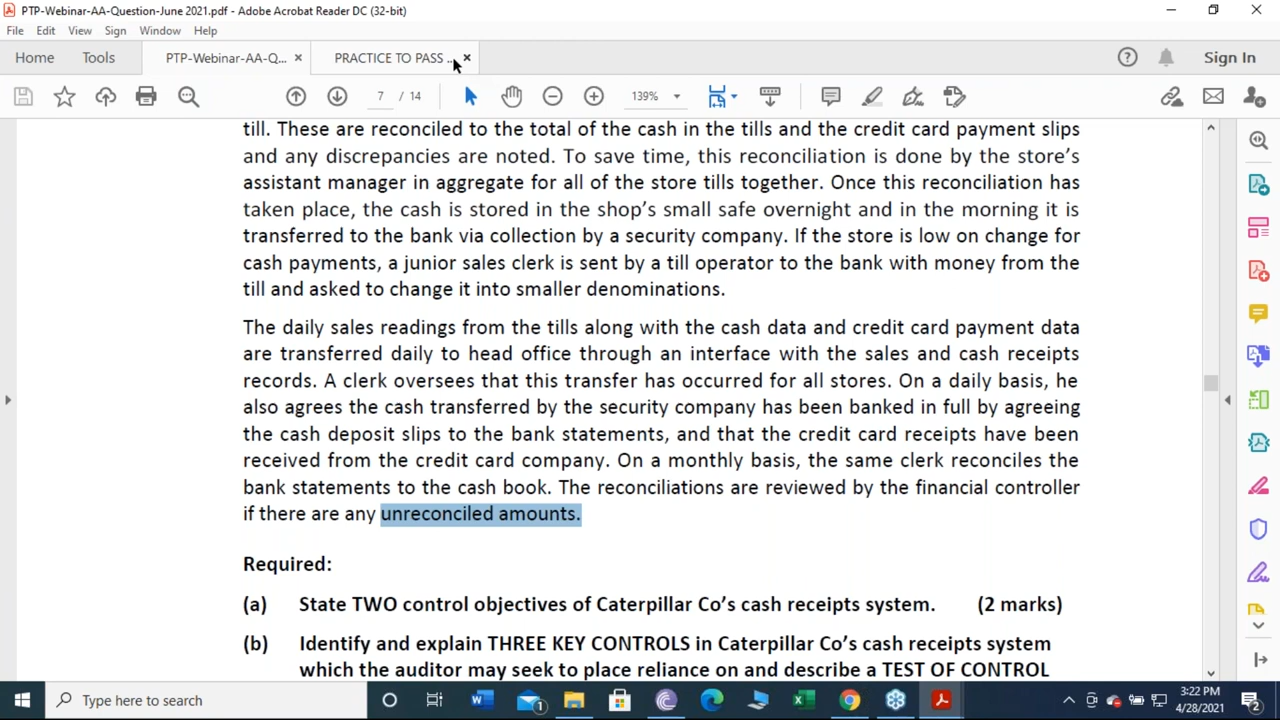 PTP-Webinar-AA-Question-June 2021.pdf - Adobe Acrobat Reader DC (32-bit)
File Edit View Sign Window Help
Home Tools PTP-Webinar-AA-Q... PRACTICE TO PASS ... Sign In
7 / 14 139%
till. These are reconciled to the total of the cash in the tills and the credit card payment slips
and any discrepancies are noted. To save time, this reconciliation is done by the store's
assistant manager in aggregate for all of the store tills together. Once this reconciliation has
taken place, the cash is stored in the shop's small safe overnight and in the morning it is
transferred to the bank via collection by a security company. If the store is low on change for
cash payments, a junior sales clerk is sent by a till operator to the bank with money from the
till and asked to change it into smaller denominations.
The daily sales readings from the tills along with the cash data and credit card payment data
are transferred daily to head office through an interface with the sales and cash receipts
records. A clerk oversees that this transfer has occurred for all stores. On a daily basis, he
also agrees the cash transferred by the security company has been banked in full by agreeing
the cash deposit slips to the bank statements, and that the credit card receipts have been
received from the credit card company. On a monthly basis, the same clerk reconciles the
bank statements to the cash book. The reconciliations are reviewed by the financial controller
if there are any unreconciled amounts.
Required:
(a) State TWO control objectives of Caterpillar Co's cash receipts system. (2 marks)
(b) Identify and explain THREE KEY CONTROLS in Caterpillar Co's cash receipts system
which the auditor may seek to place reliance on and describe a TEST OF CONTROL
Type here to search
3:22 PM
4/28/2021